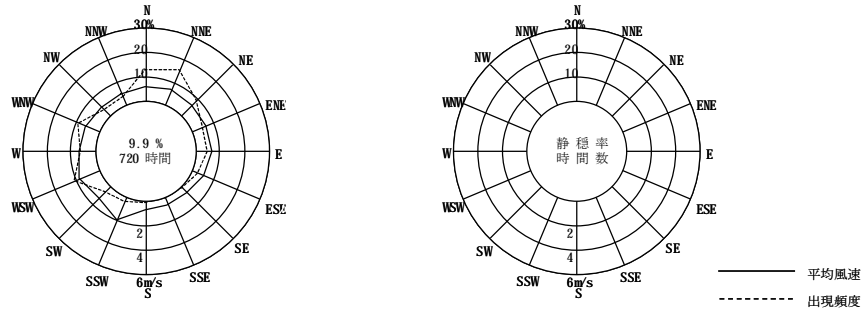 N
30%
NNW
NNE
20
NW
NE
10
WNW
ENE
9.9 %
720 時間
W
E
WSW
ESE
2
SW
SE
4
SSW
SSE
6m/s
S
N
30%
NNW
NNE
20
NW
NE
10
WNW
ENE
静 穏 率
時 間 数
W
E
WSW
ESE
2
SW
SE
4
SSW
SSE
6m/s
S
平均風速
出現頻度